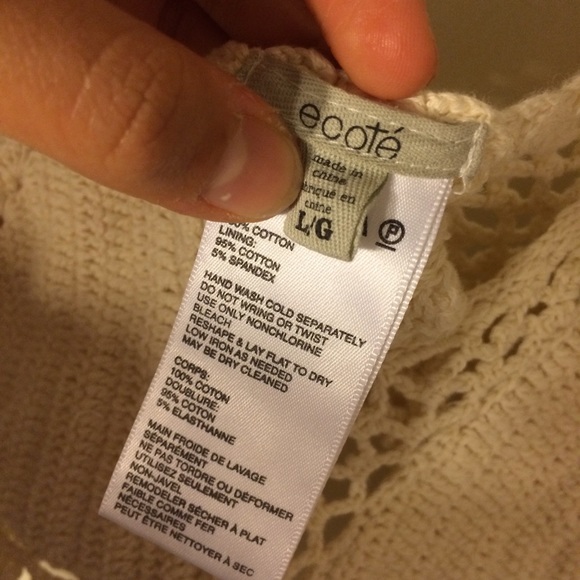 ecoté
made in
chine
fabriqué en
chine
L/G
P
100% COTTON
LINING:
95% COTTON
5% SPANDEX
HAND WASH COLD SEPARATELY
DO NOT WRING OR TWIST
USE ONLY NONCHLORINE
BLEACH
RESHAPE & LAY FLAT TO DRY
LOW IRON AS NEEDED
MAY BE DRY CLEANED
CORPS:
100% COTON
DOUBLURE:
95% COTON
5% ELASTHANNE
MAIN FROIDE DE LAVAGE
SÉPARÉMENT
NE PAS TORDRE OU DÉFORMER
UTILISEZ SEULEMENT
NON-JAVEL
REMODELER SÈCHER À PLAT
FAIBLE COMME FER
NÉCESSAIRES
PEUT ÊTRE NETTOYER À SEC